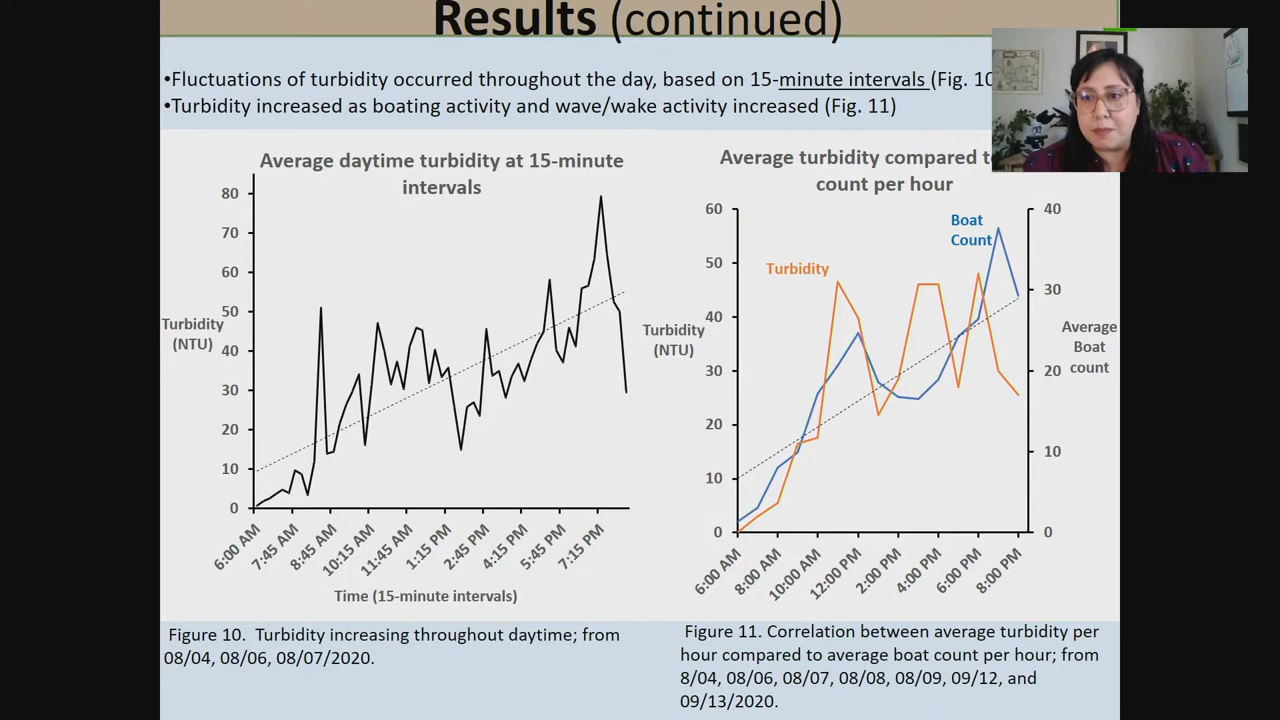 Results (continued)
•Fluctuations of turbidity occurred throughout the day, based on 15-minute intervals (Fig. 10
•Turbidity increased as beating activity and wave/wake activity increased (Fig. 11)
Average daytime turbidity at 15-minute
intervals
80
70
60
50
40
30
20
10
0
Turbidity
(NTU)
6:00 AM
7:45 AM
8:45 AM
10:15 AM
11:45 AM
1:15 PM
2:45 PM
4:15 PM
5:45 PM
7:15 PM
Time (15-minute intervals)
Figure 10. Turbidity increasing throughout daytime; from
08/04, 08/06, 08/07/2020.
Average turbidity compared to
count per hour
60
50
40
30
20
10
0
Turbidity
(NTU)
Turbidity
Boat
Count
40
30
20
10
0
Average
Boat
count
6:00 AM
8:00 AM
10:00 AM
12:00 PM
2:00 PM
4:00 PM
6:00 PM
8:00 PM
Figure 11. Correlation between average turbidity per
hour compared to average boat count per hour; from
8/04, 08/06, 08/07, 08/08, 08/09, 09/12, and
09/13/2020.